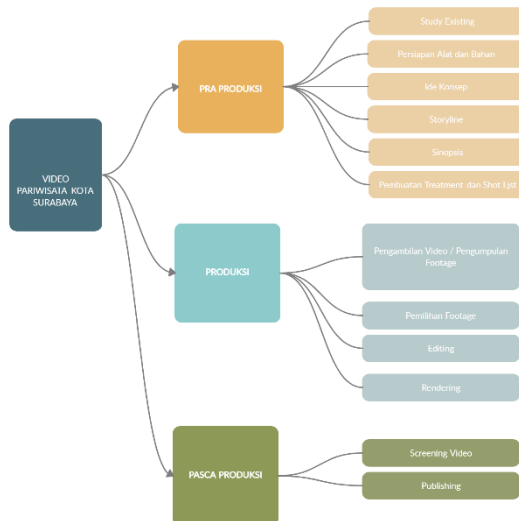 VIDEO
PARIWISATA KOTA
SURABAYA
PRA PRODUKSI
Study Existing
Persiapan Alat dan Bahan
Ide Konsep
Storyline
Sinopsis
Pembuatan Treatment dan Shot List
PRODUKSI
Pengambilan Video / Pengumpulan
Footage
Pemilihan Footage
Editing
Rendering
PASCA PRODUKSI
Screening Video
Publishing